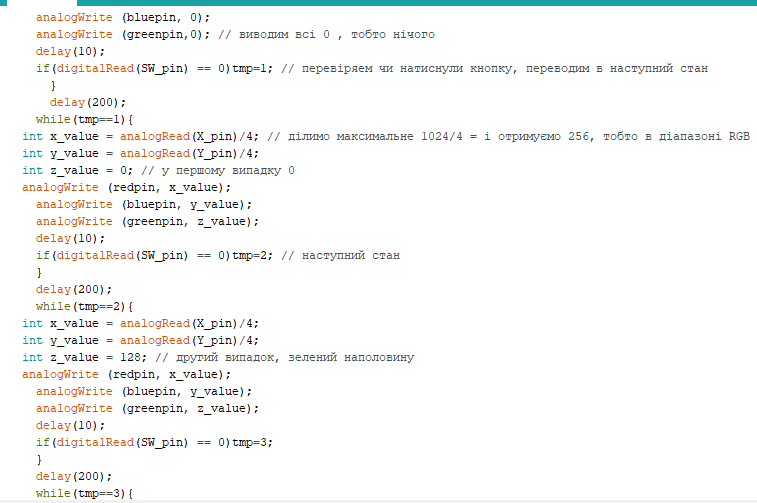 analogWrite (bluepin, 0);
analogWrite (greenpin,0); // виводим всі 0 , тобто нічого
delay(10);
if(digitalRead(SW_pin) == 0)tmp=1; // перевіряем чи натиснули кнопку, переводим в наступний стан
}
delay(200);
while(tmp==1){
int x_value = analogRead(X_pin)/4; // ділимо максимальне 1024/4 = і отримуємо 256, тобто в діапазоні RGB
int y_value = analogRead(Y_pin)/4;
int z_value = 0; // у першому випадку 0
analogWrite (redpin, x_value);
analogWrite (bluepin, y_value);
analogWrite (greenpin, z_value);
delay(10);
if(digitalRead(SW_pin) == 0)tmp=2; // наступний стан
}
delay(200);
while(tmp==2){
int x_value = analogRead(X_pin)/4;
int y_value = analogRead(Y_pin)/4;
int z_value = 128; // другий випадок, зелений наполовину
analogWrite (redpin, x_value);
analogWrite (bluepin, y_value);
analogWrite (greenpin, z_value);
delay(10);
if(digitalRead(SW_pin) == 0)tmp=3;
}
delay(200);
while(tmp==3){